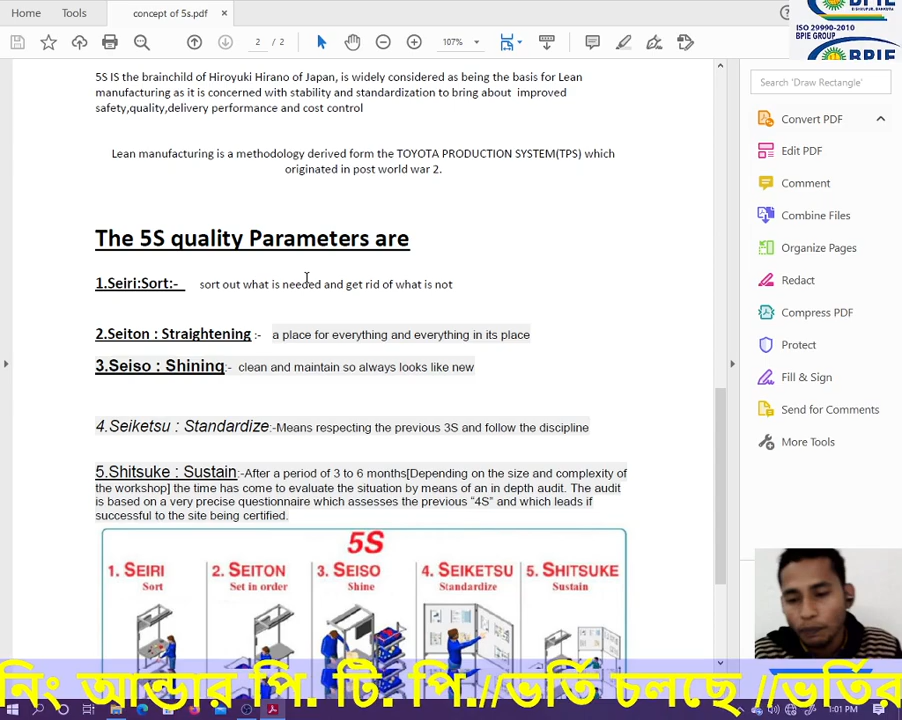 Home
Tools
concept of 5s.pdf
×
2 / 2
107%
ISO 29990-2010
BPIE GROUP
BPIE
5S IS the brainchild of Hiroyuki Hirano of Japan, is widely considered as being the basis for Lean
manufacturing as it is concerned with stability and standardization to bring about improved
safety,quality,delivery performance and cost control
Lean manufacturing is a methodology derived form the TOYOTA PRODUCTION SYSTEM(TPS) which
originated in post world war 2.
The 5S quality Parameters are
1.Seiri:Sort:- sort out what is needed and get rid of what is not
2.Seiton : Straightening :- a place for everything and everything in its place
3.Seiso : Shining:- clean and maintain so always looks like new
4.Seiketsu : Standardize:-Means respecting the previous 3S and follow the discipline
5.Shitsuke : Sustain:-After a period of 3 to 6 months[Depending on the size and complexity of
the workshop] the time has come to evaluate the situation by means of an in depth audit. The audit
is based on a very precise questionnaire which assesses the previous “4S” and which leads if
successful to the site being certified.
5S
1. SEIRI
Sort
2. SEITON
Set in order
3. SEISO
Shine
4. SEIKETSU
Standardize
5. SHITSUKE
Sustain
Search 'Draw Rectangle'
Convert PDF
Edit PDF
Comment
Combine Files
Organize Pages
Redact
Compress PDF
Protect
Fill & Sign
Send for Comments
More Tools
নিং আন্ডার পি. টি. পি.//ভর্তি চলছে //ভর্তির
1:01 PM